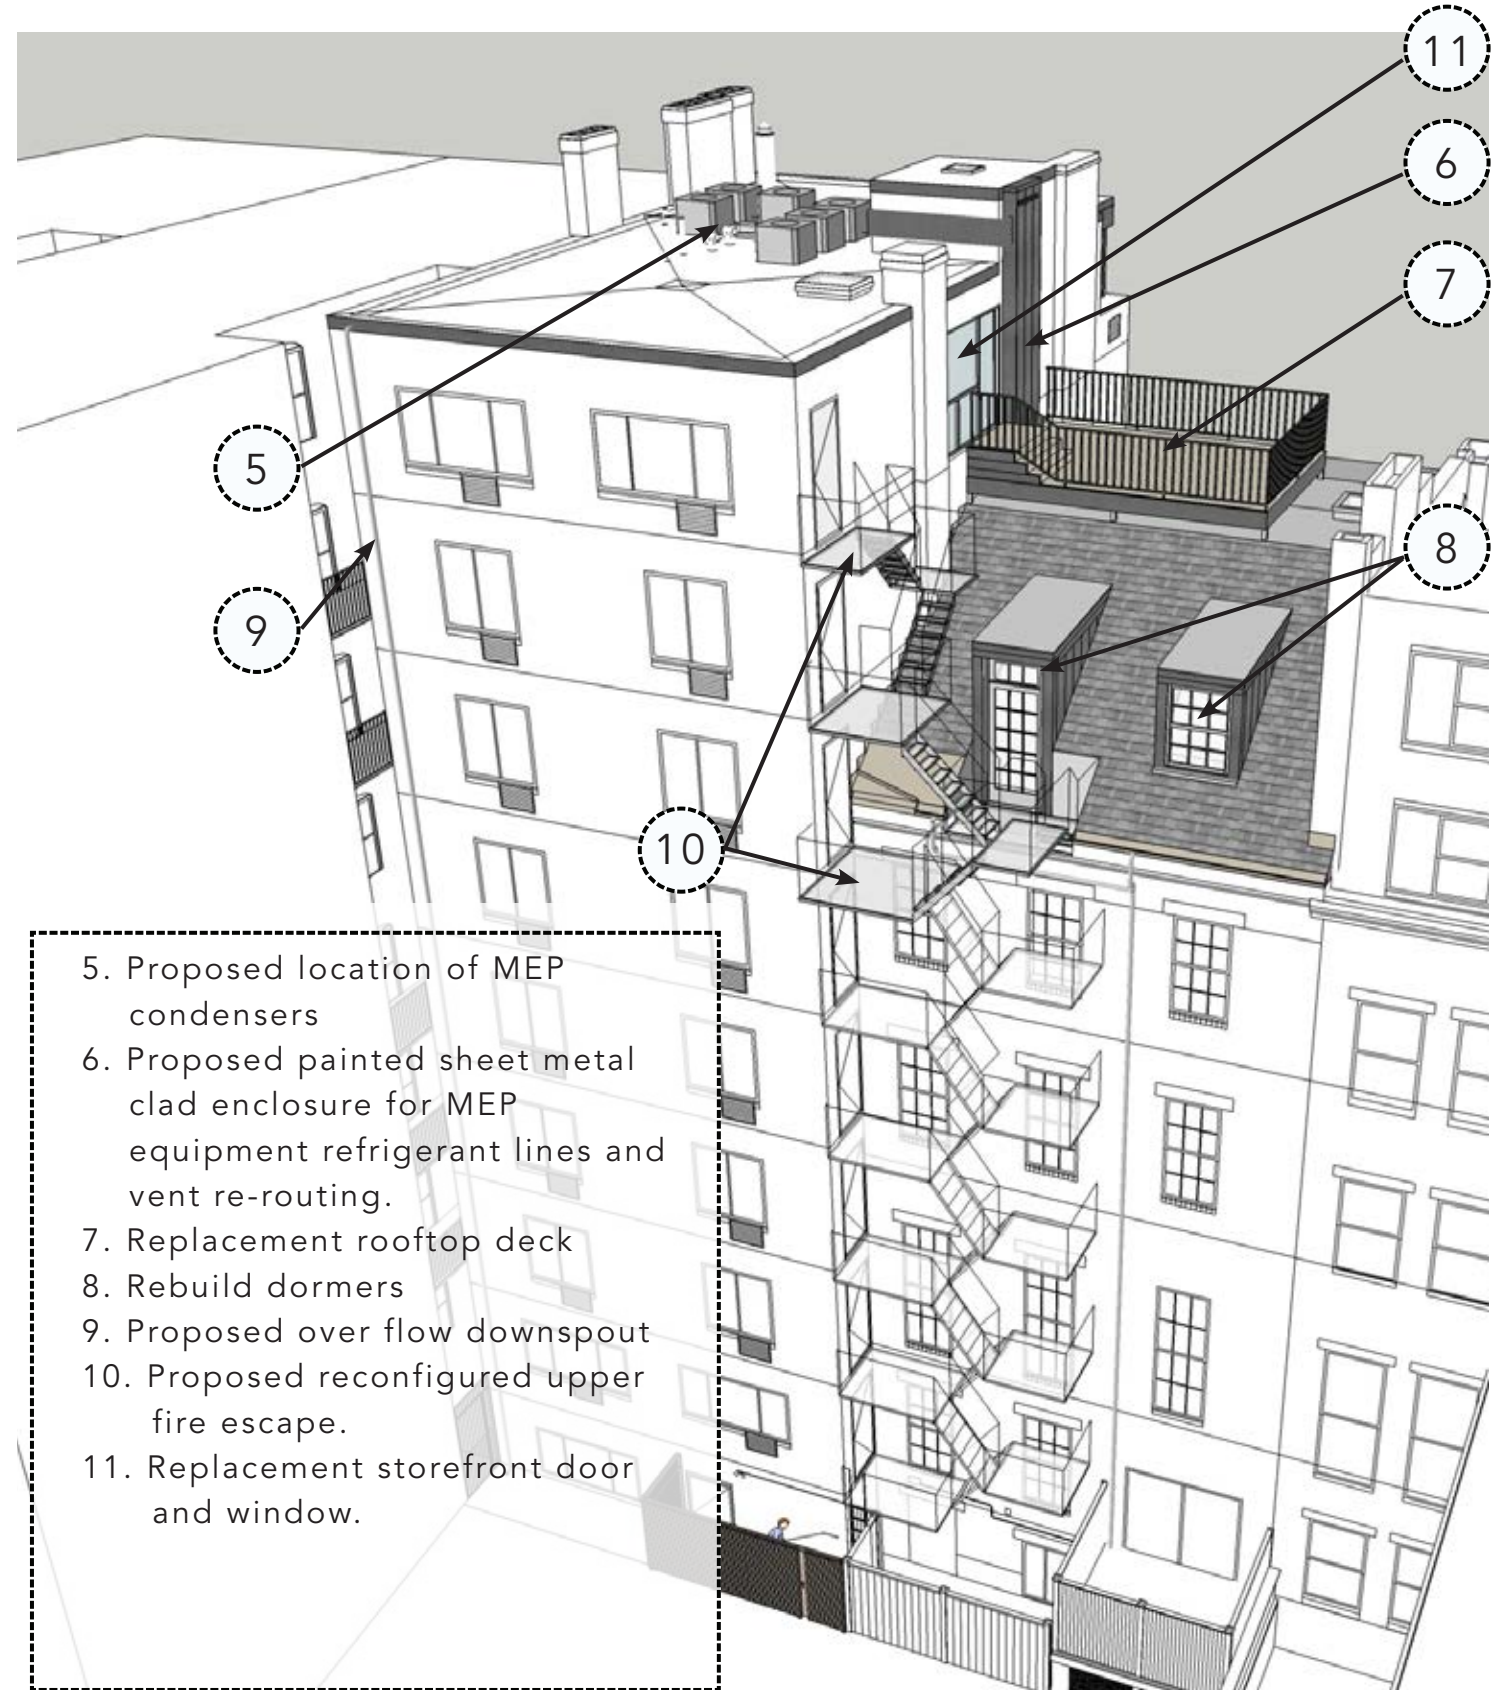 11
6
7
5
8
9
10
5. Proposed location of MEP
condensers
6. Proposed painted sheet metal
clad enclosure for MEP
equipment refrigerant lines and
vent re-routing.
7. Replacement rooftop deck
8. Rebuild dormers
9. Proposed over flow downspout
10. Proposed reconfigured upper
fire escape.
11. Replacement storefront door
and window.